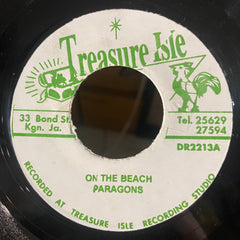 Treasure Isle
33 Bond St.
Kgn. Ja.
Tel. 25629
27594
DR2213A
ON THE BEACH
PARAGONS
RECORDED AT TREASURE ISLE RECORDING STUDIO